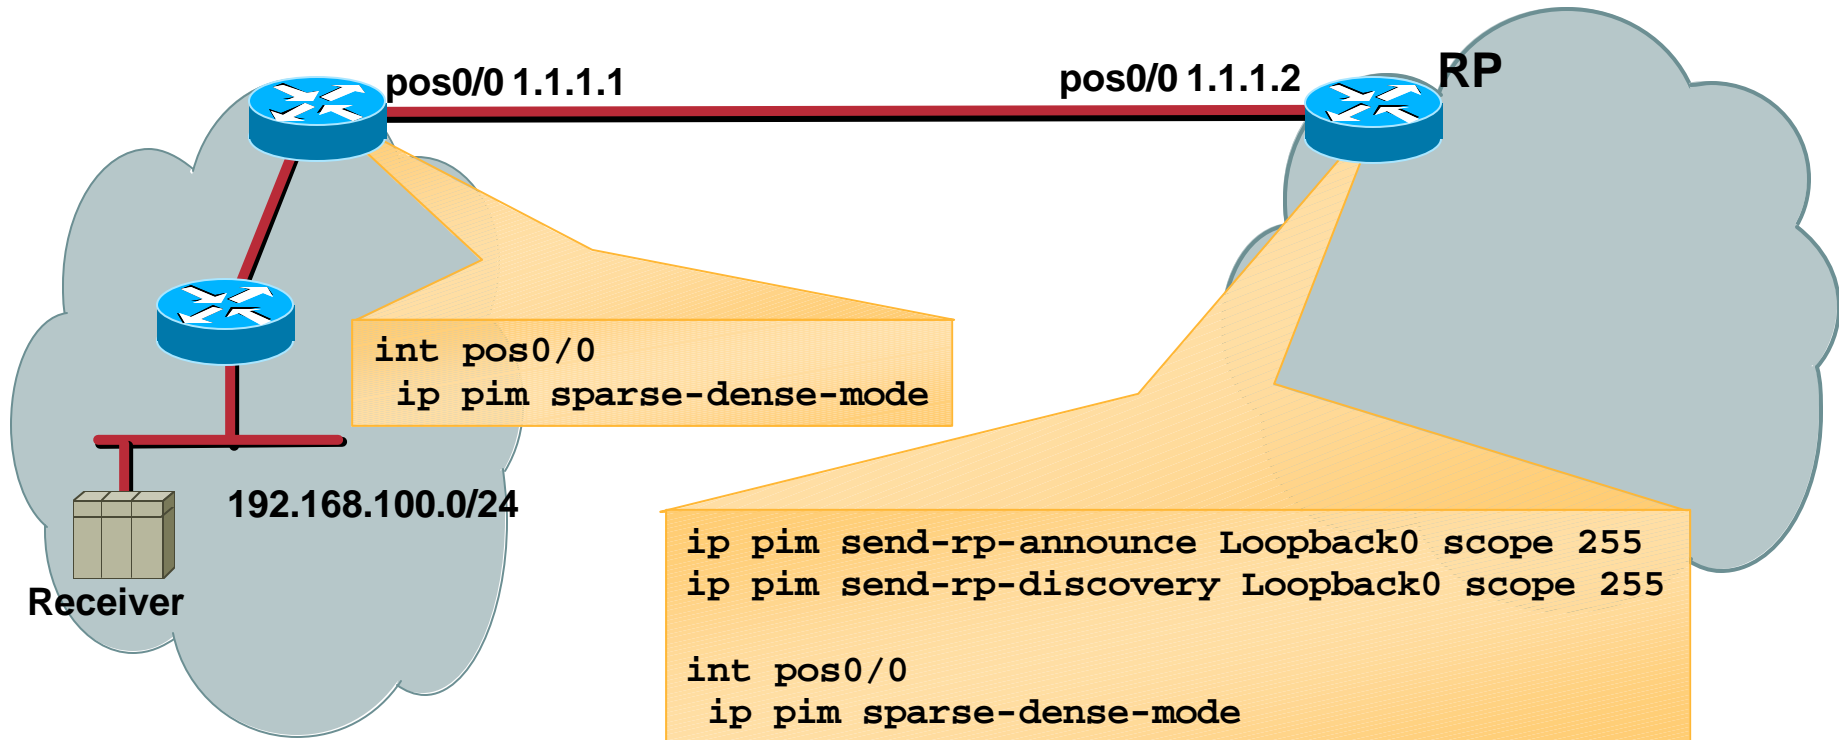 pos0/0 1.1.1.1
pos0/0 1.1.1.2
RP
int pos0/0
ip pim sparse-dense-mode
192.168.100.0/24
Receiver
ip pim send-rp-announce Loopback0 scope 255
ip pim send-rp-discovery Loopback0 scope 255
int pos0/0
ip pim sparse-dense-mode